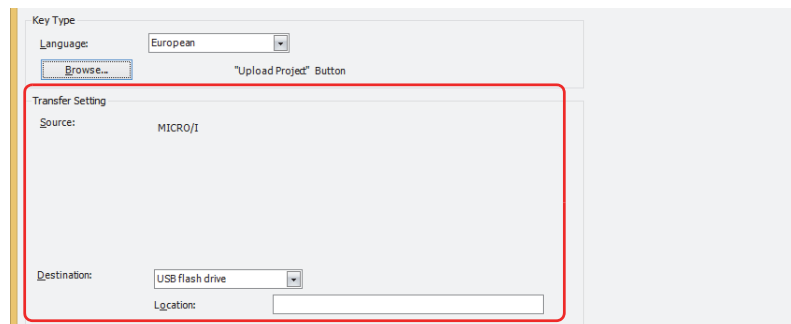 Key Type
Language: European
Browse... "Upload Project" Button
Transfer Setting
Source: MICRO/I
Destination: USB flash drive
Location: